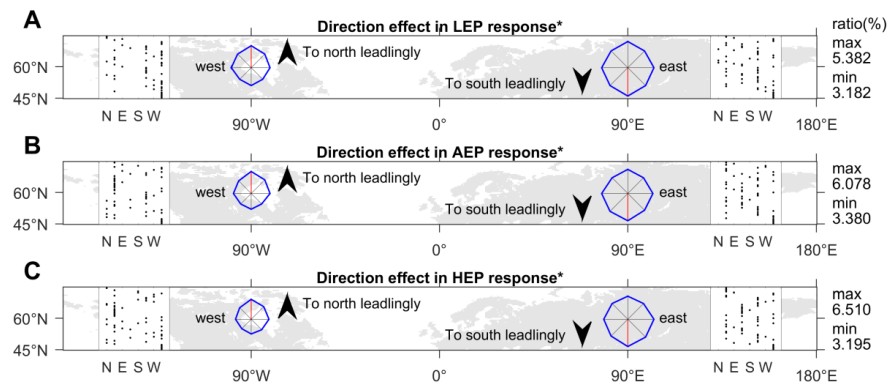 A
Direction effect in LEP response*
ratio(%)
60°N
45°N
west
To north leadlingly
To south leadlingly
east
max
5.382
min
3.182
N E S W
90°W
0°
90°E
N E S W
180°E
B
Direction effect in AEP response*
60°N
45°N
west
To north leadlingly
To south leadlingly
east
max
6.078
min
3.380
N E S W
90°W
0°
90°E
N E S W
180°E
C
Direction effect in HEP response*
60°N
45°N
west
To north leadlingly
To south leadlingly
east
max
6.510
min
3.195
N E S W
90°W
0°
90°E
N E S W
180°E